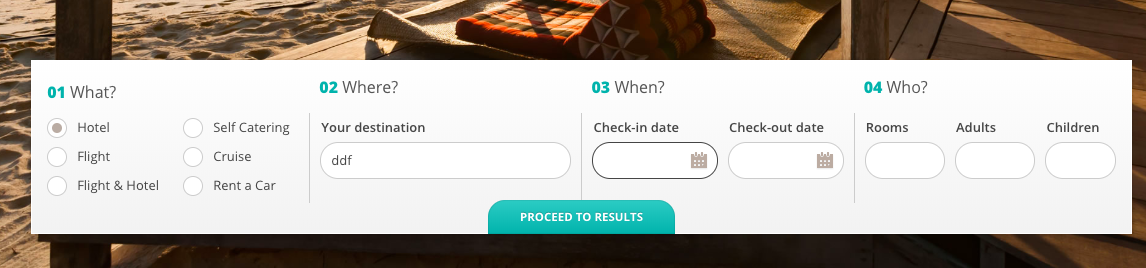 01 What?
Hotel
Self Catering
Flight
Cruise
Flight & Hotel
Rent a Car
02 Where?
Your destination
ddf
03 When?
Check-in date
Check-out date
04 Who?
Rooms
Adults
Children
PROCEED TO RESULTS